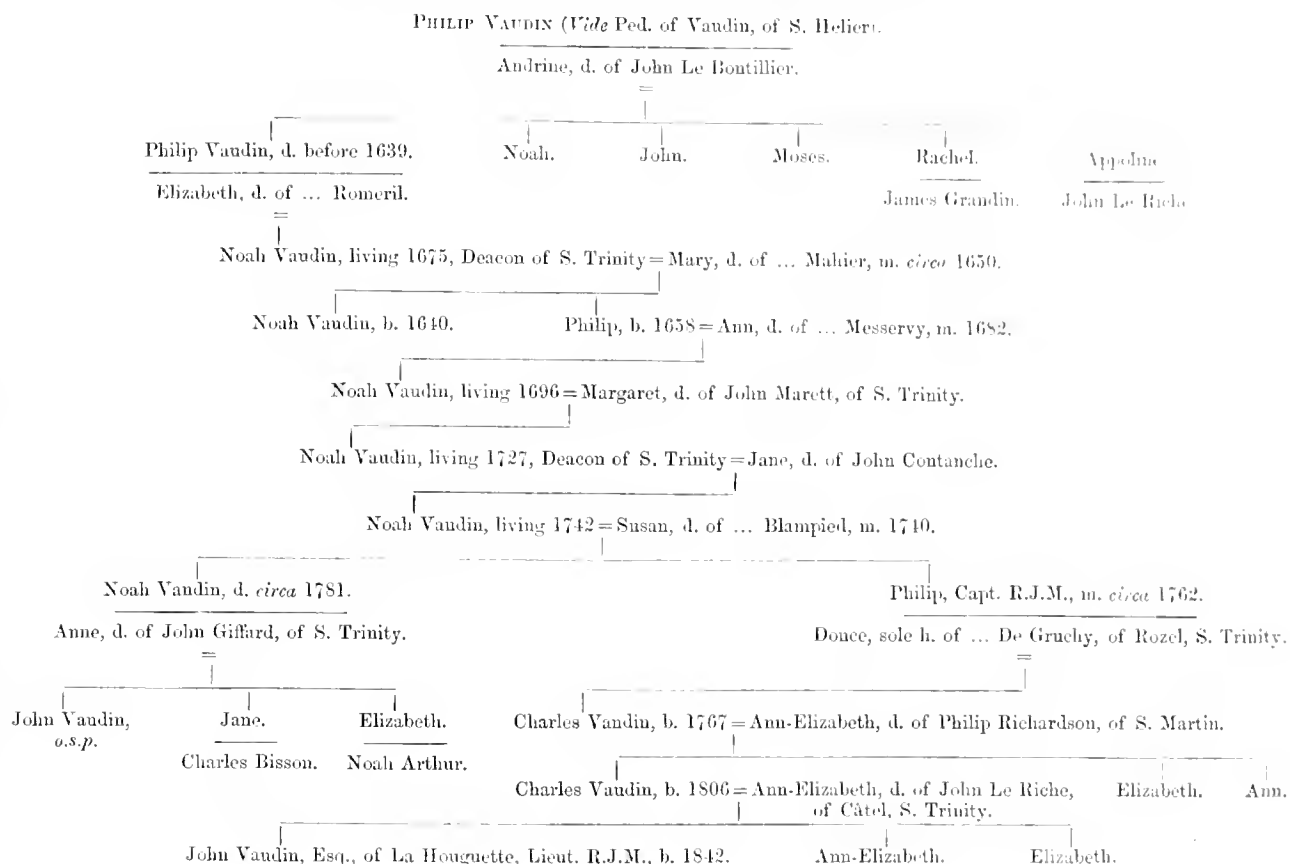 PHILIP VAUDIN (Vide Ped. of Vaudin, of S. Helier).
Andrine, d. of John Le Boutillier.
=
Philip Vaudin, d. before 1639. Noah. John. Moses. Rachel. Appoline
Elizabeth, d. of ... Romeril. James Grandin. John Le Riche
=
Noah Vaudin, living 1675, Deacon of S. Trinity = Mary, d. of ... Mahier, m. circa 1650.
Noah Vaudin, b. 1640. Philip, b. 1658 = Ann, d. of ... Messervy, m. 1682.
Noah Vaudin, living 1696 = Margaret, d. of John Marett, of S. Trinity.
Noah Vaudin, living 1727, Deacon of S. Trinity = Jane, d. of John Coutanche.
Noah Vaudin, living 1742 = Susan, d. of ... Blampied, m. 1740.
Noah Vaudin, d. circa 1781. Philip, Capt. R.J.M., m. circa 1762.
Anne, d. of John Giffard, of S. Trinity. Douce, sole h. of ... De Gruchy, of Rozel, S. Trinity.
= =
John Vaudin, Jane. Elizabeth. Charles Vaudin, b. 1767 = Ann-Elizabeth, d. of Philip Richardson, of S. Martin.
o.s.p.
Charles Bisson. Noah Arthur.
Charles Vaudin, b. 1806 = Ann-Elizabeth, d. of John Le Riche, Elizabeth. Ann.
of Câtel, S. Trinity.
John Vaudin, Esq., of La Houguette, Lieut. R.J.M., b. 1842. Ann-Elizabeth. Elizabeth.